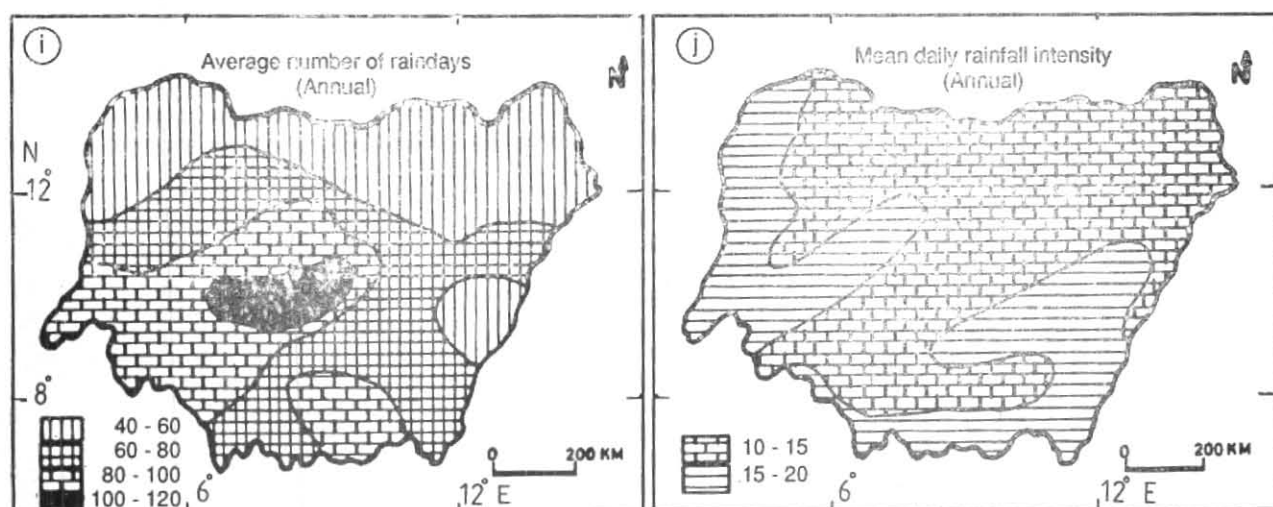 i
Average number of raindays
(Annual)
N
N
12°
8°
40 - 60
60 - 80
80 - 100
100 - 120
6°
12° E
0 200 KM
j
Mean daily rainfall intensity
(Annual)
N
10 - 15
.15 - 20
6°
12° E
0 200 KM